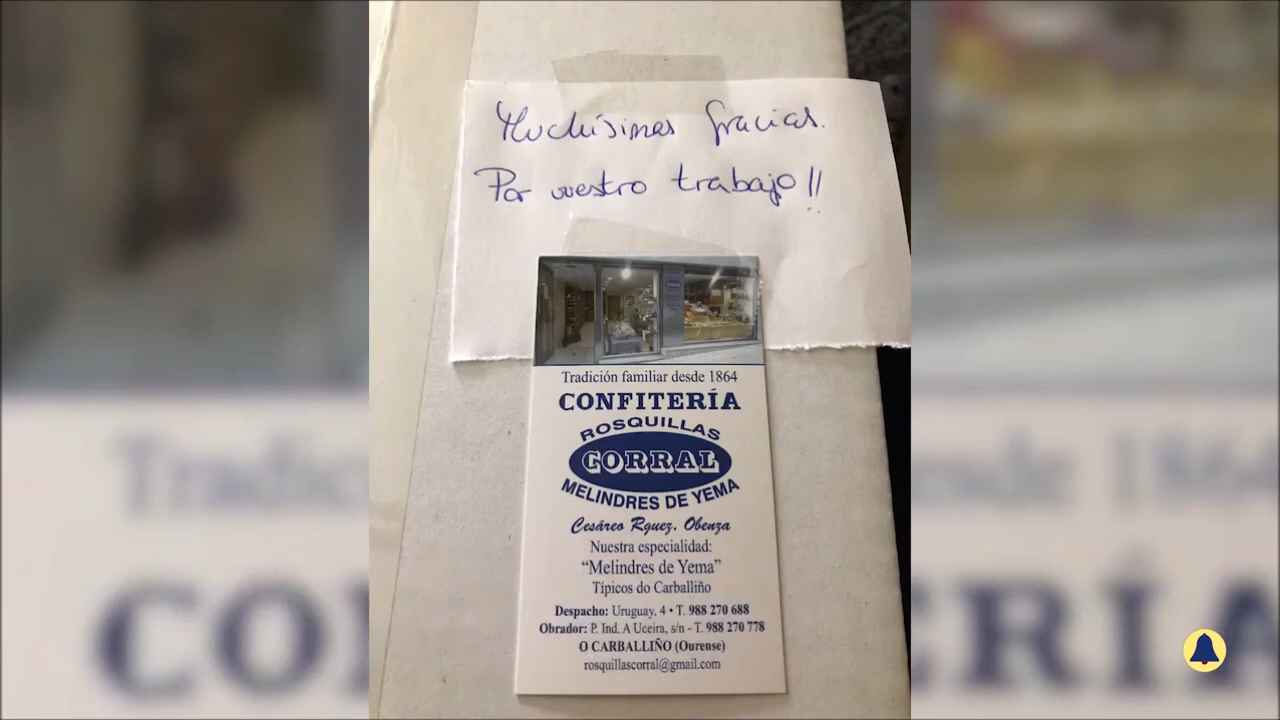 Muchísimas gracias.
Por vuestro trabajo!!
Tradición familiar desde 1864
CONFITERÍA
ROSQUILLAS
CORRAL
MELINDRES DE YEMA
Cesáreo Rguez. Obenza
Nuestra especialidad:
“Melindres de Yema”
Típicos do Carballiño
Despacho: Uruguay, 4 • T. 988 270 688
Obrador: P. Ind. A Uceira, s/n - T. 988 270 778
O CARBALLIÑO (Ourense)
rosquillascorral@gmail.com